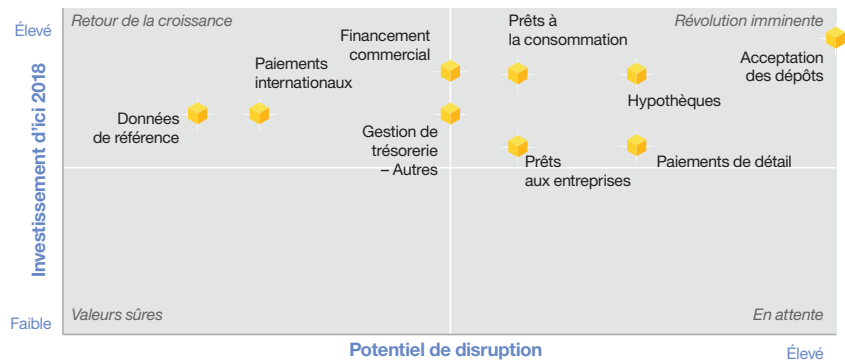 Élevé
Retour de la croissance
Révolution imminente
Financement
commercial
Prêts à
la consommation
Acceptation
des dépôts
Paiements
internationaux
Hypothèques
Données
de référence
Gestion de
trésorerie
– Autres
Prêts
aux entreprises
Paiements de détail
Investissement d’ici 2018
Valeurs sûres
En attente
Faible
Potentiel de disruption
Élevé